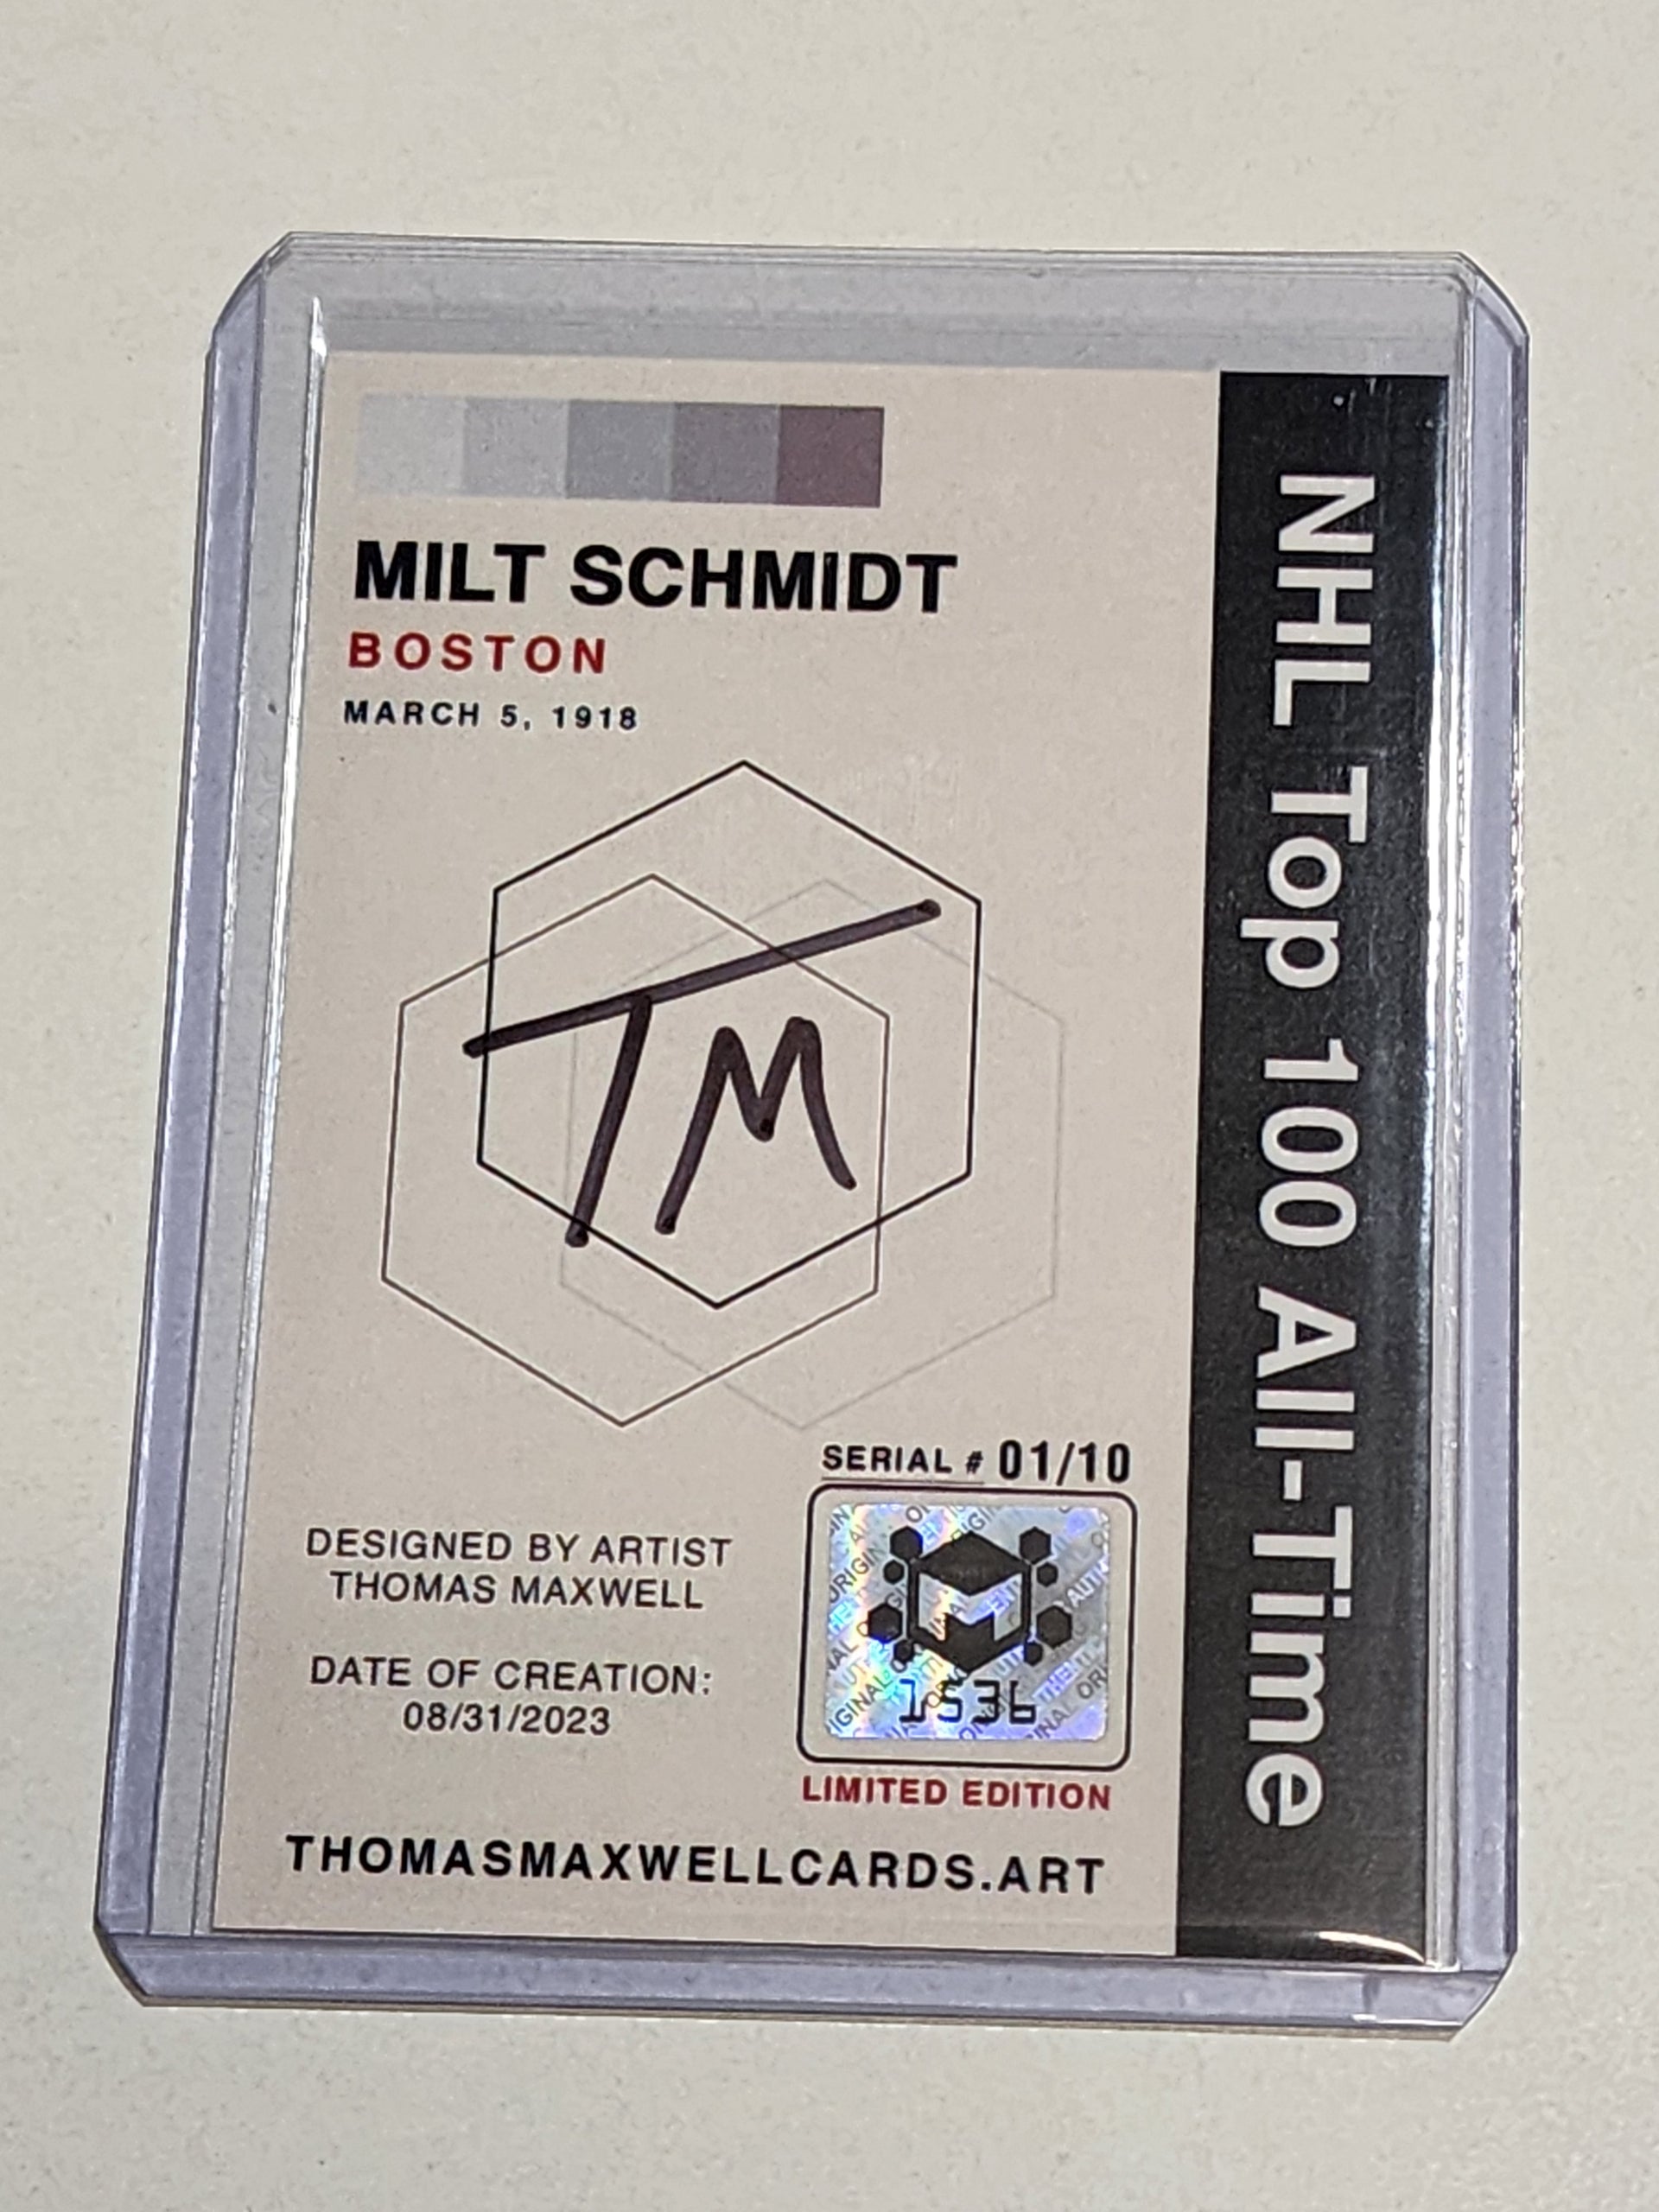 MILT SCHMIDT
BOSTON
MARCH 5, 1918
TM
SERIAL # 01/10
DESIGNED BY ARTIST
THOMAS MAXWELL
DATE OF CREATION:
08/31/2023
1536
LIMITED EDITION
THOMASMAXWELLCARDS.ART
NHL Top 100 All-Time